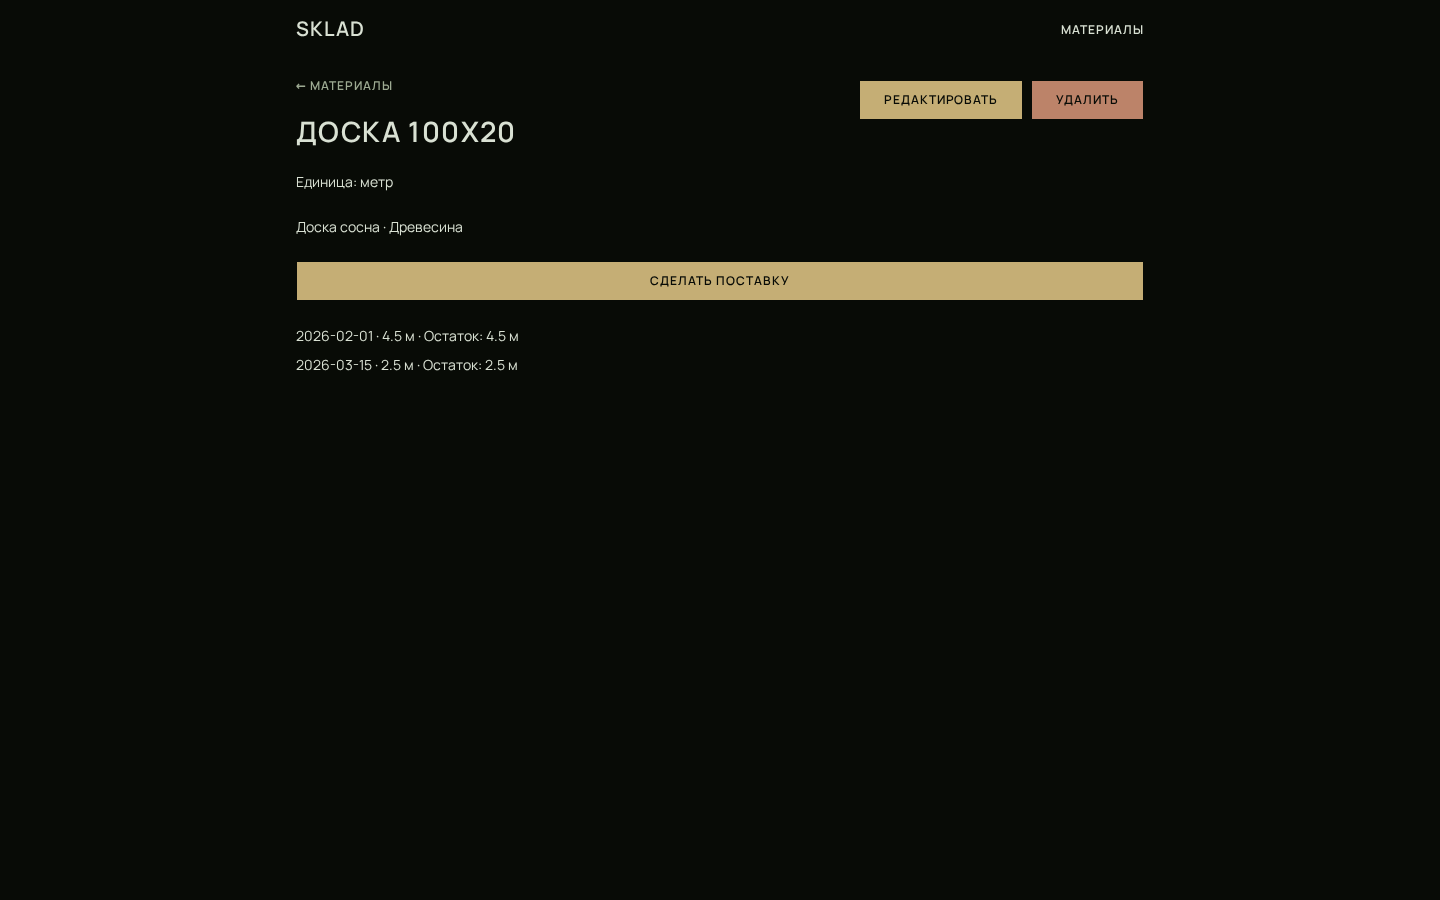 SKLAD
МАТЕРИАЛЫ
← МАТЕРИАЛЫ
РЕДАКТИРОВАТЬ
УДАЛИТЬ
ДОСКА 100X20
Единица: метр
Доска сосна · Древесина
СДЕЛАТЬ ПОСТАВКУ
2026-02-01 · 4.5 м · Остаток: 4.5 м
2026-03-15 · 2.5 м · Остаток: 2.5 м